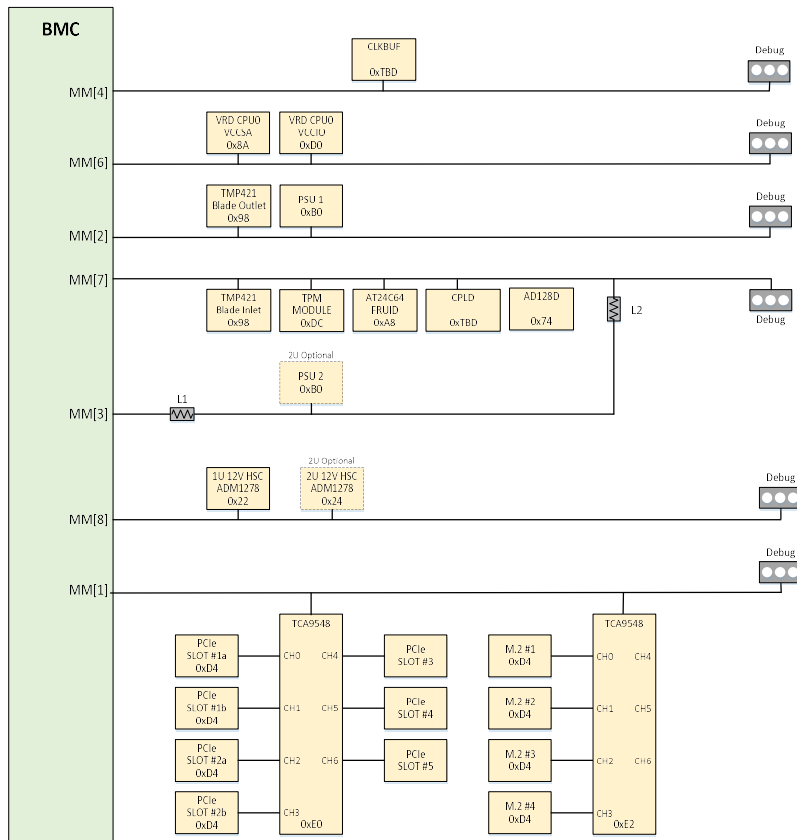 BMC
CLKBUF
0xTBD
Debug
MM[4]
VRD CPU0
VCCSA
0x8A
VRD CPU0
VCCIO
0xD0
Debug
MM[6]
TMP421
Blade Outlet
0x98
PSU 1
0xB0
Debug
MM[2]
MM[7]
TMP421
Blade Inlet
0x98
TPM
MODULE
0xDC
AT24C64
FRUID
0xA8
CPLD
0xTBD
AD128D
0x74
L2
Debug
2U Optional
PSU 2
0xB0
L1
MM[3]
1U 12V HSC
ADM1278
0x22
2U Optional
2U 12V HSC
ADM1278
0x24
Debug
MM[8]
Debug
MM[1]
TCA9548
TCA9548
PCIe
SLOT #1a
0xD4
CH0
CH4
PCIe
SLOT #3
M.2 #1
0xD4
CH0
CH4
PCIe
SLOT #1b
0xD4
CH1
CH5
PCIe
SLOT #4
M.2 #2
0xD4
CH1
CH5
PCIe
SLOT #2a
0xD4
CH2
CH6
PCIe
SLOT #5
M.2 #3
0xD4
CH2
CH6
PCIe
SLOT #2b
0xD4
CH3
0xE0
M.2 #4
0xD4
CH3
0xE2